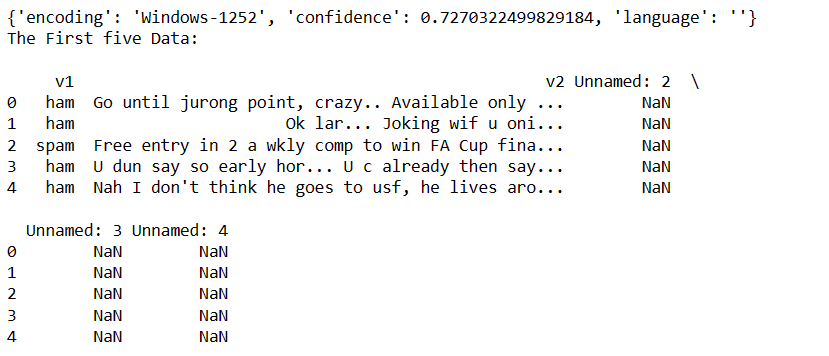 {'encoding': 'Windows-1252', 'confidence': 0.7270322499829184, 'language': ''}
The First five Data:
v1 v2 Unnamed: 2 \
0 ham Go until jurong point, crazy.. Available only ... NaN
1 ham Ok lar... Joking wif u oni... NaN
2 spam Free entry in 2 a wkly comp to win FA Cup fina... NaN
3 ham U dun say so early hor... U c already then say... NaN
4 ham Nah I don't think he goes to usf, he lives aro... NaN
Unnamed: 3 Unnamed: 4
0 NaN NaN
1 NaN NaN
2 NaN NaN
3 NaN NaN
4 NaN NaN